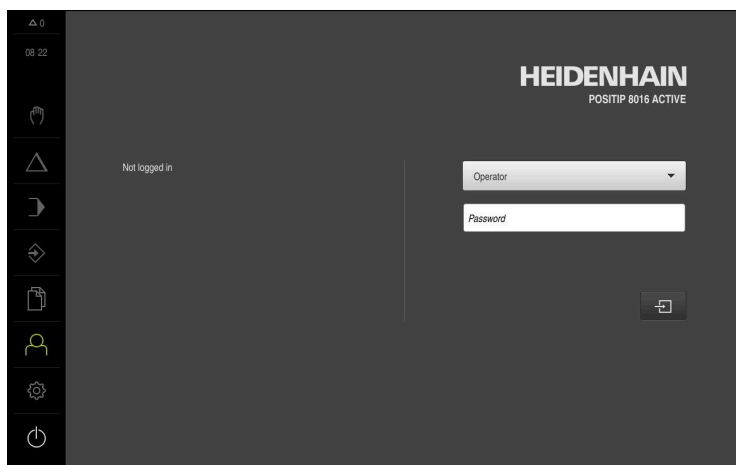 0
08 22
HEIDENHAIN
POSITIP 8016 ACTIVE
Not logged in
Operator
Password